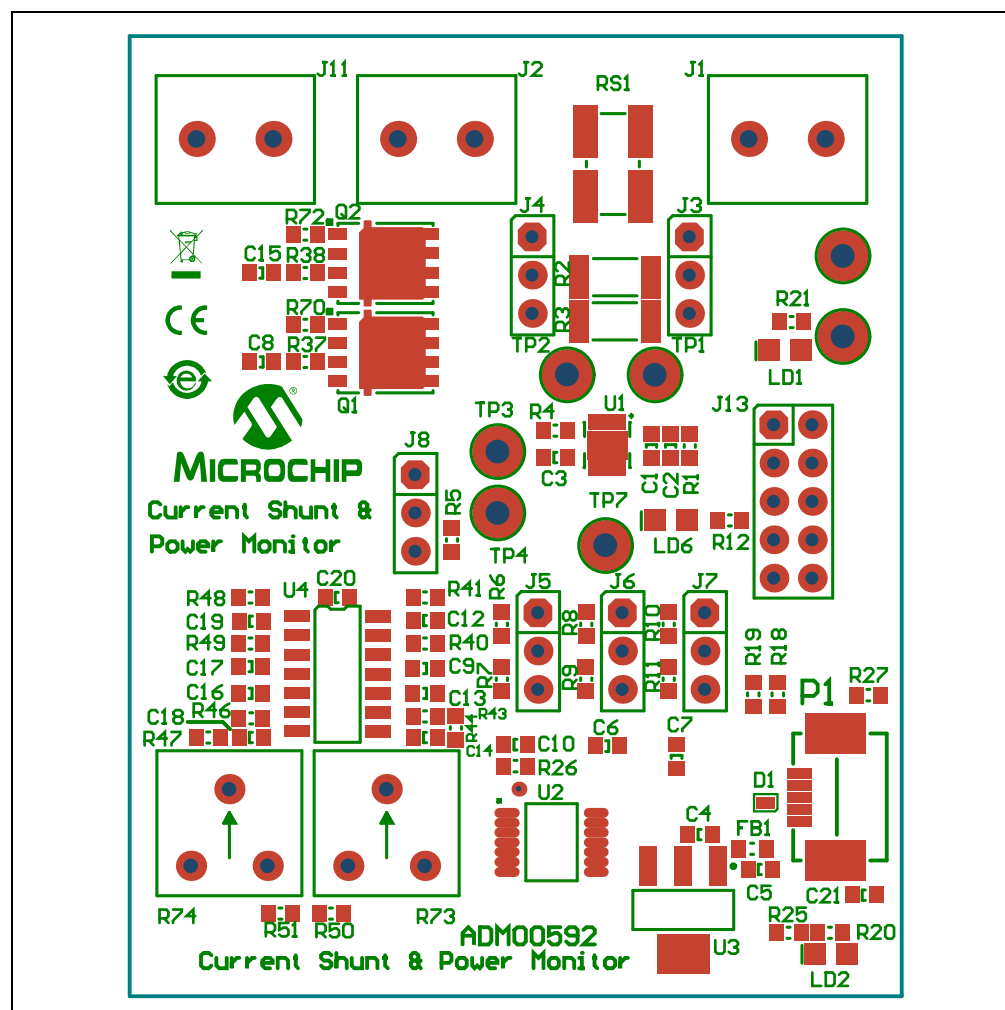 J11 J2 RS1 J1
J4 J3
R72 Q2
C15 R38 R2
R70 R3 R21
C8 R37 TP2 TP1
LD1
Q1 TP3 R4 U1 J13
®
J8
MICROCHIP C3 C1 C2 R1
Current Shunt & R5 TP7
Power Monitor TP4 LD6 R12
U4 C20 R41 R6 J5 J6 J7
R48
C19 C12 R8 R10
R49 R40 R19 R18
C17 C9 R7 R9 R11
C16 C13 R27
R46 R43 P1
C18 R44
R47 C14 C10 C6 C7
R26
U2 D1
C4 FB1
C5
C21
R74 R51 R50 R73 R25 R20
ADM00592 U3
Current Shunt & Power Monitor
LD2